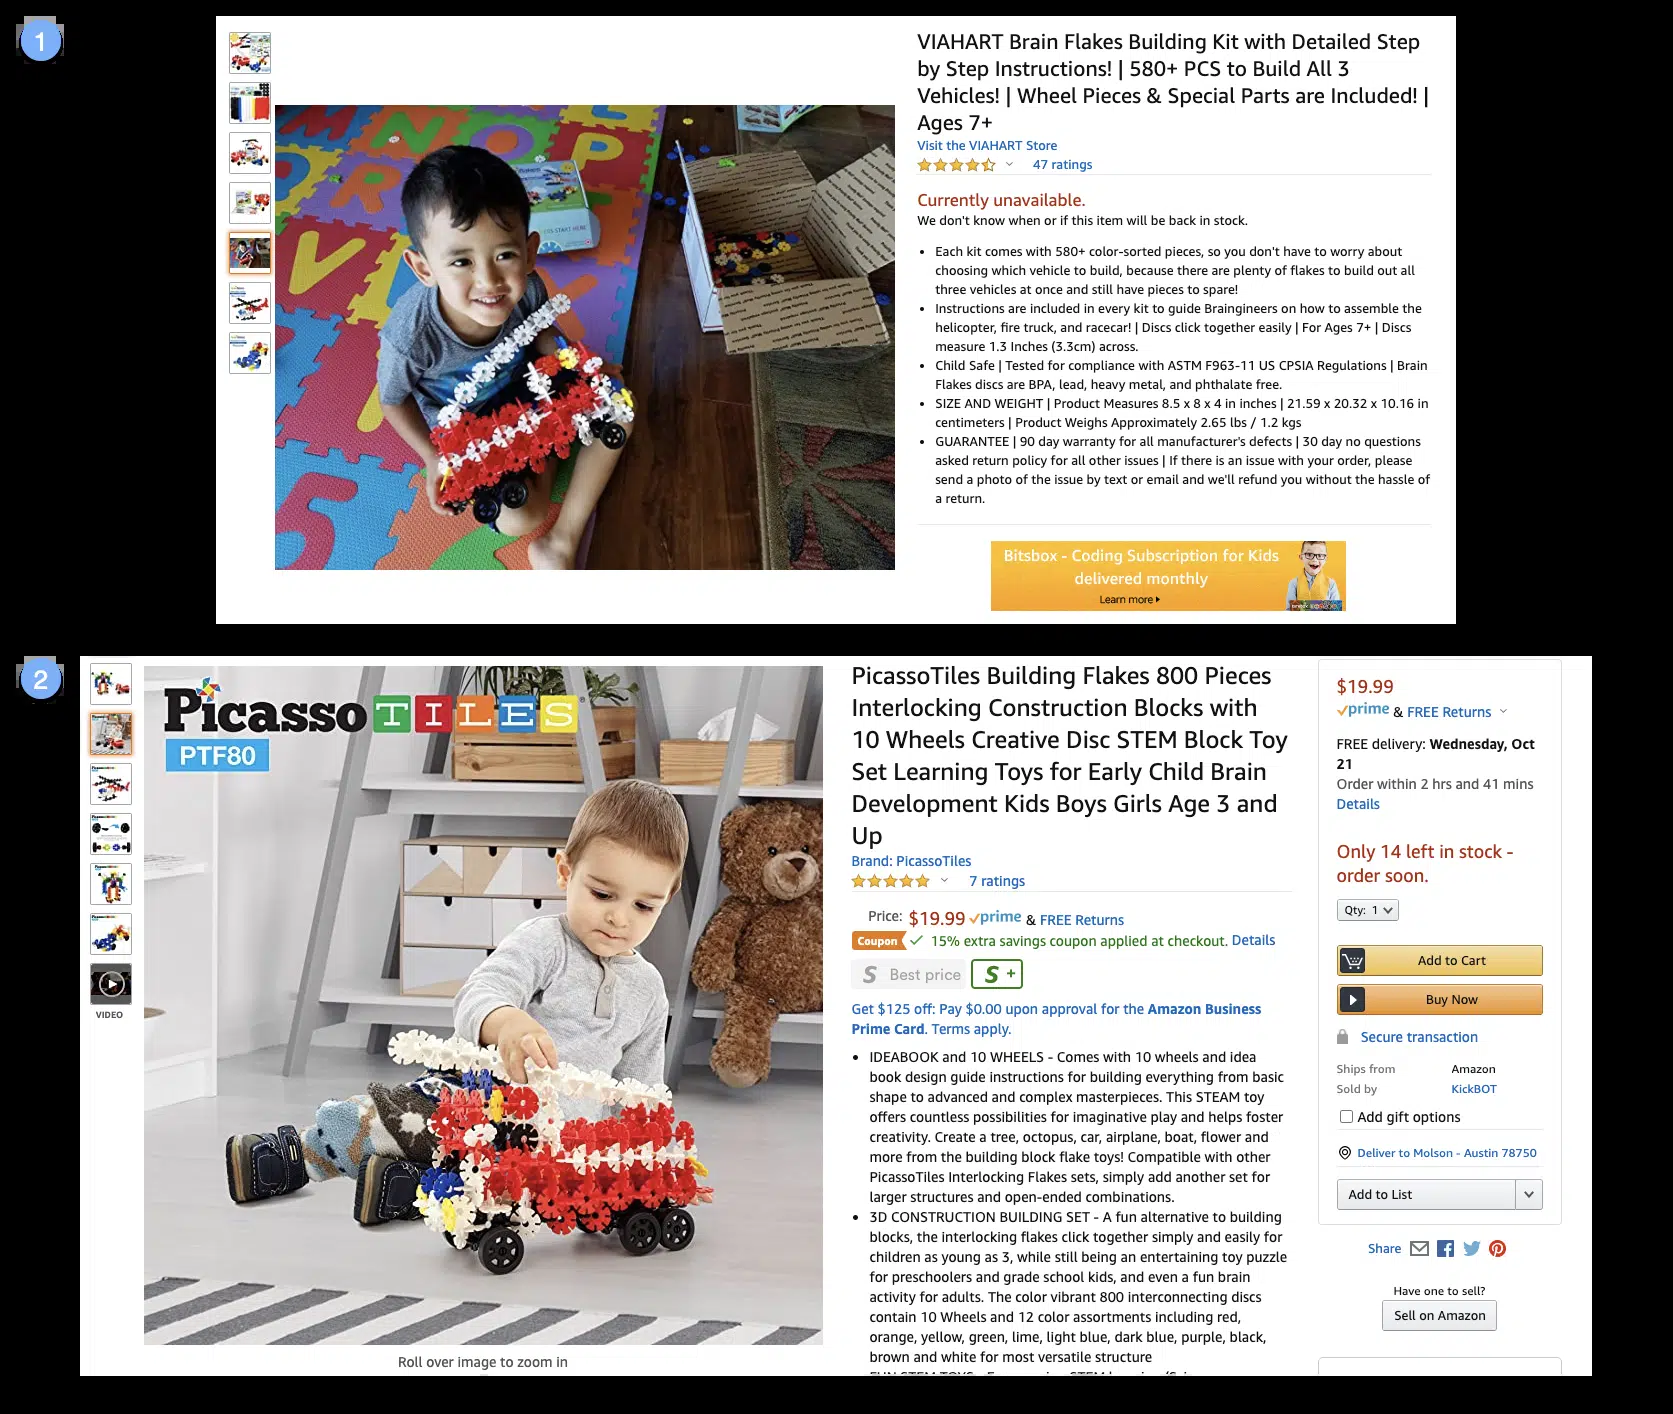 1
VIAHART Brain Flakes Building Kit with Detailed Step
by Step Instructions! | 580+ PCS to Build All 3
Vehicles! | Wheel Pieces & Special Parts are Included! |
Ages 7+
Visit the VIAHART Store
47 ratings
Currently unavailable.
We don't know when or if this item will be back in stock.
• Each kit comes with 580+ color-sorted pieces, so you don't have to worry about
choosing which vehicle to build, because there are plenty of flakes to build out all
three vehicles at once and still have pieces to spare!
• Instructions are included in every kit to guide Braingineers on how to assemble the
helicopter, fire truck, and racecar! | Discs click together easily | For Ages 7+ | Discs
measure 1.3 Inches (3.3cm) across.
• Child Safe | Tested for compliance with ASTM F963-11 US CPSIA Regulations | Brain
Flakes discs are BPA, lead, heavy metal, and phthalate free.
• SIZE AND WEIGHT | Product Measures 8.5 x 8 x 4 in inches | 21.59 x 20.32 x 10.16 in
centimeters | Product Weighs Approximately 2.65 lbs / 1.2 kgs
• GUARANTEE | 90 day warranty for all manufacturer's defects | 30 day no questions
asked return policy for all other issues | If there is an issue with your order, please
send a photo of the issue by text or email and we'll refund you without the hassle of
a return.
Bitsbox - Coding Subscription for Kids
delivered monthly
Learn more
2
VIDEO
Picasso TILES
PTF80
Roll over image to zoom in
PicassoTiles Building Flakes 800 Pieces
Interlocking Construction Blocks with
10 Wheels Creative Disc STEM Block Toy
Set Learning Toys for Early Child Brain
Development Kids Boys Girls Age 3 and
Up
Brand: PicassoTiles
7 ratings
Price: $19.99 prime & FREE Returns
Coupon 15% extra savings coupon applied at checkout. Details
S Best price S +
Get $125 off: Pay $0.00 upon approval for the Amazon Business
Prime Card. Terms apply.
• IDEABOOK and 10 WHEELS - Comes with 10 wheels and idea
book design guide instructions for building everything from basic
shape to advanced and complex masterpieces. This STEAM toy
offers countless possibilities for imaginative play and helps foster
creativity. Create a tree, octopus, car, airplane, boat, flower and
more from the building block flake toys! Compatible with other
PicassoTiles Interlocking Flakes sets, simply add another set for
larger structures and open-ended combinations.
• 3D CONSTRUCTION BUILDING SET - A fun alternative to building
blocks, the interlocking flakes click together simply and easily for
children as young as 3, while still being an entertaining toy puzzle
for preschoolers and grade school kids, and even a fun brain
activity for adults. The color vibrant 800 interconnecting discs
contain 10 Wheels and 12 color assortments including red,
orange, yellow, green, lime, light blue, dark blue, purple, black,
brown and white for most versatile structure
$19.99
prime & FREE Returns
FREE delivery: Wednesday, Oct
21
Order within 2 hrs and 41 mins
Details
Only 14 left in stock -
order soon.
Qty: 1
Add to Cart
Buy Now
Secure transaction
Ships from Amazon
Sold by KickBOT
Add gift options
Deliver to Molson - Austin 78750
Add to List
Share
Have one to sell?
Sell on Amazon